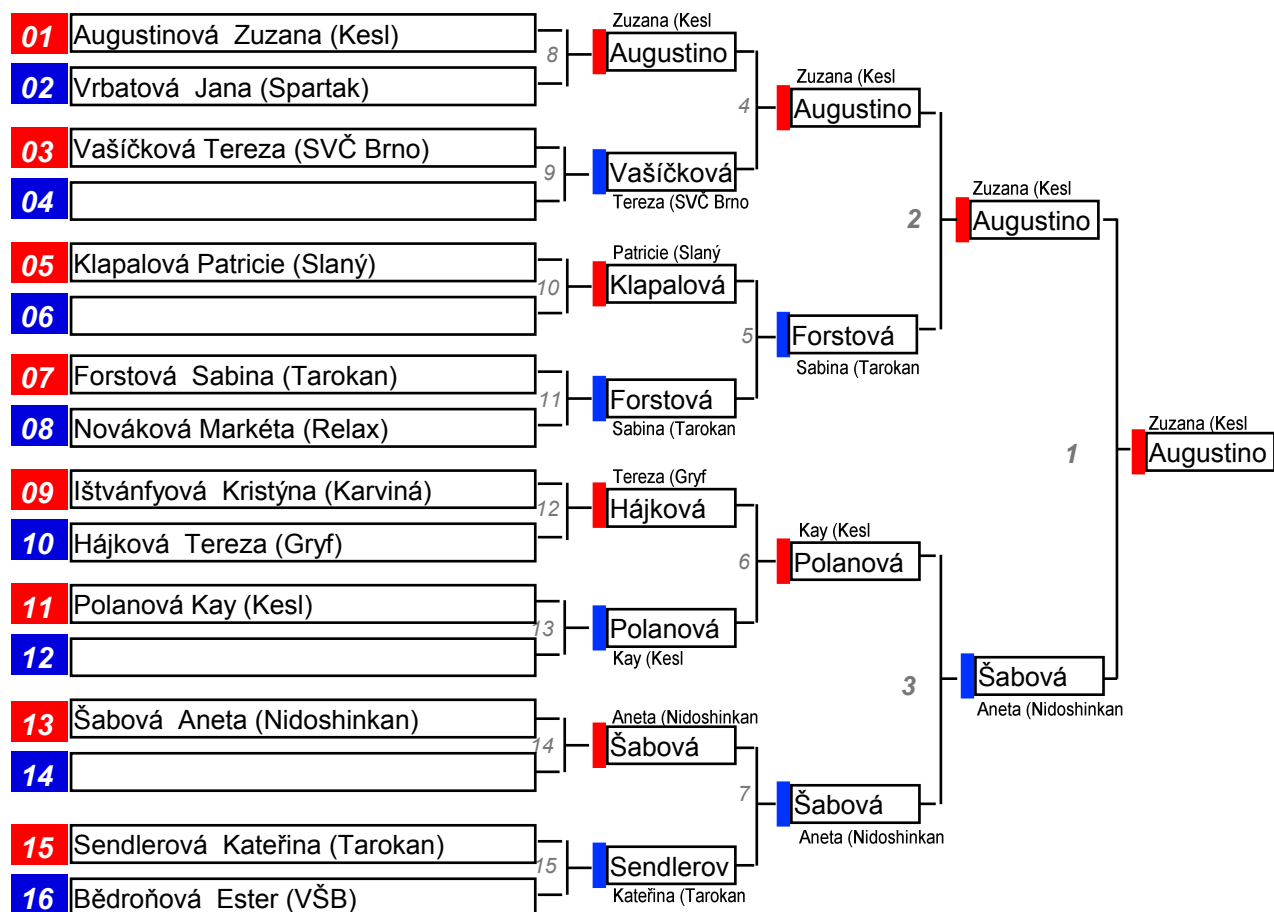 01 Augustinová  Zuzana (Kesl)
02 Vrbatová  Jana (Spartak)
03 Vašíčková Tereza (SVČ Brno)
04
05 Klapalová Patricie (Slaný)
06
07 Forstová  Sabina (Tarokan)
08 Nováková Markéta (Relax)
09 Ištvánfyová  Kristýna (Karviná)
10 Hájková  Tereza (Gryf)
11 Polanová Kay (Kesl)
12
13 Šabová  Aneta (Nidoshinkan)
14
15 Sendlerová  Kateřina (Tarokan)
16 Bědroňová  Ester (VŠB)
8
9
10
11
12
13
14
15
Zuzana (Kesl
Augustino
Vašíčková
Tereza (SVČ Brno
Patricie (Slaný
Klapalová
Forstová
Sabina (Tarokan
Tereza (Gryf
Hájková
Polanová
Kay (Kesl
Aneta (Nidoshinkan
Šabová
Sendlerov
Kateřina (Tarokan
4
5
6
7
Zuzana (Kesl
Augustino
Forstová
Sabina (Tarokan
Kay (Kesl
Polanová
Šabová
Aneta (Nidoshinkan
2
3
Zuzana (Kesl
Augustino
Šabová
Aneta (Nidoshinkan
1
Zuzana (Kesl
Augustino